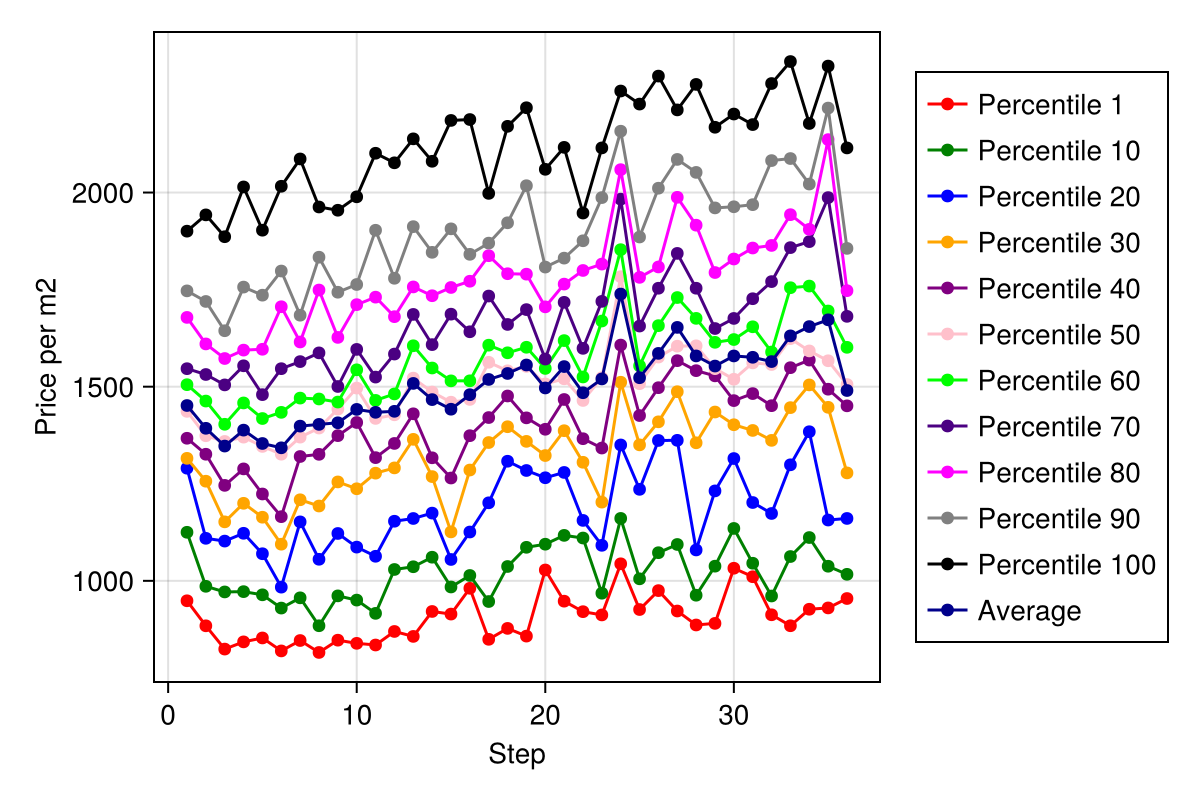 Price per m2
2000
1500
1000
0
10
20
30
Step
Percentile 1
Percentile 10
Percentile 20
Percentile 30
Percentile 40
Percentile 50
Percentile 60
Percentile 70
Percentile 80
Percentile 90
Percentile 100
Average